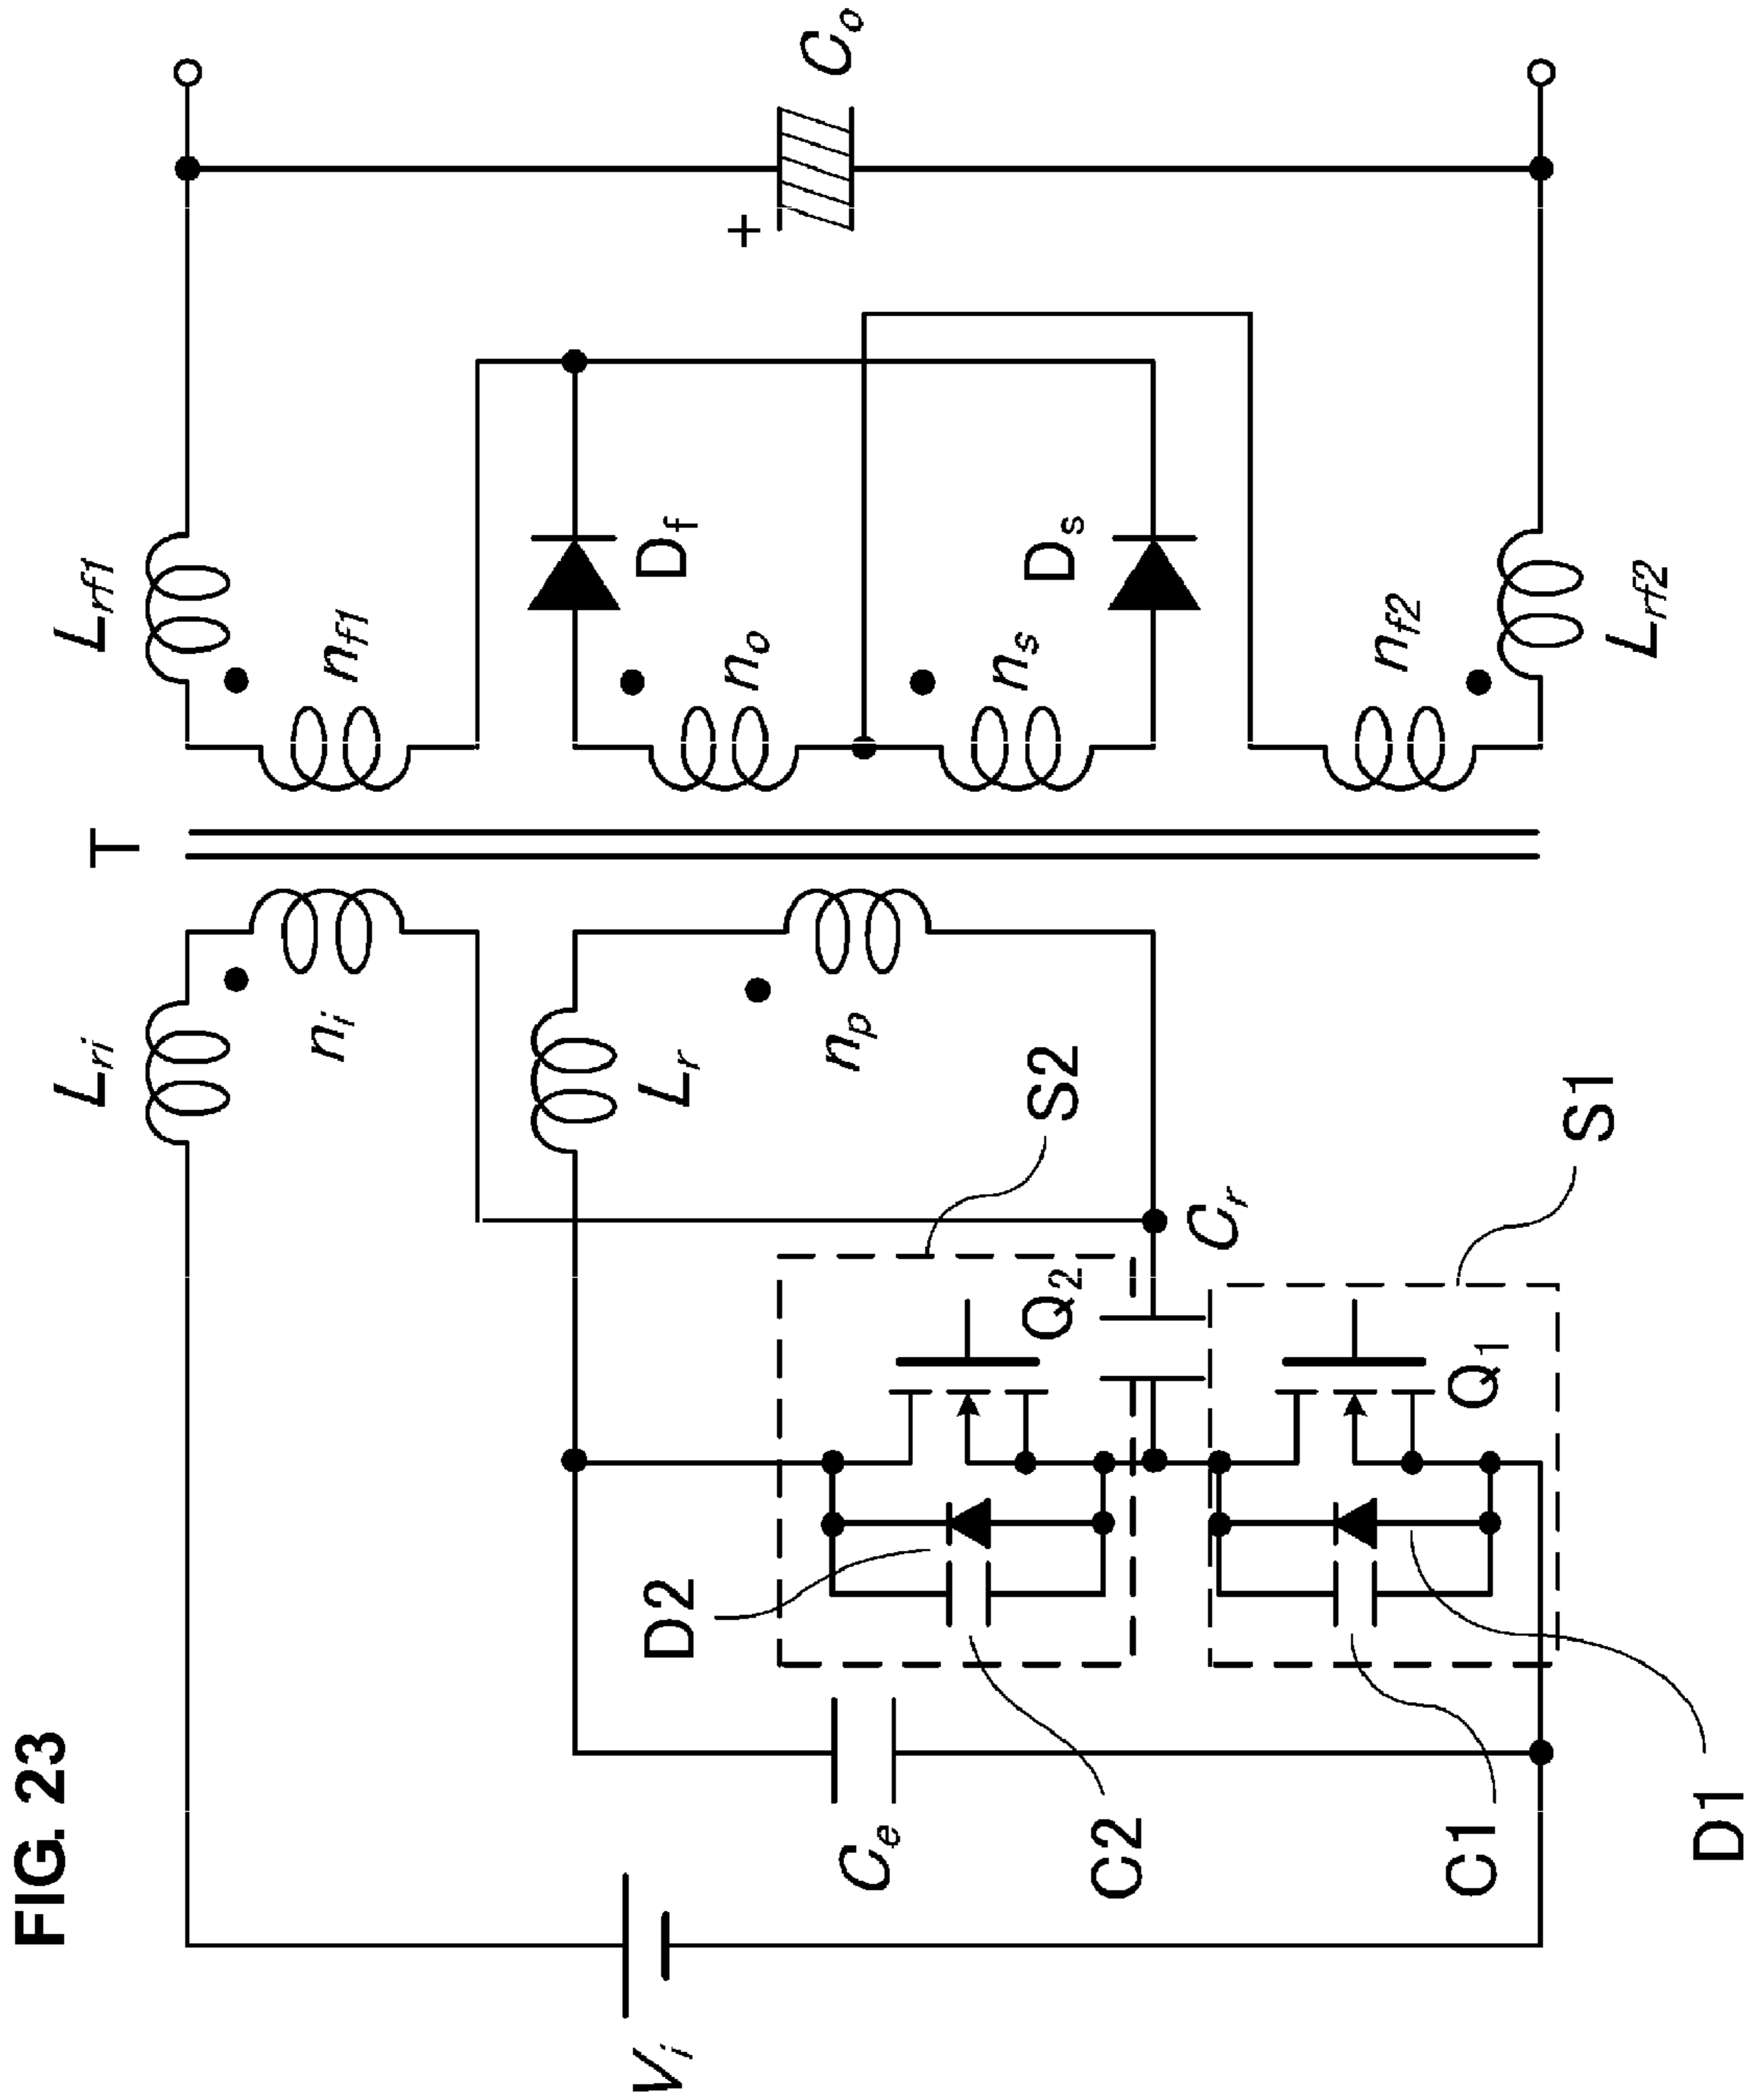 FIG. 23
T
Lri
Lrf1
ni
nf1
Lr
Df
no
Vi
+
Co
np
D2
S2
Ce
Q2
ns
Ds
C2
Cr
nf2
C1
Q1
S1
Lrf2
D1